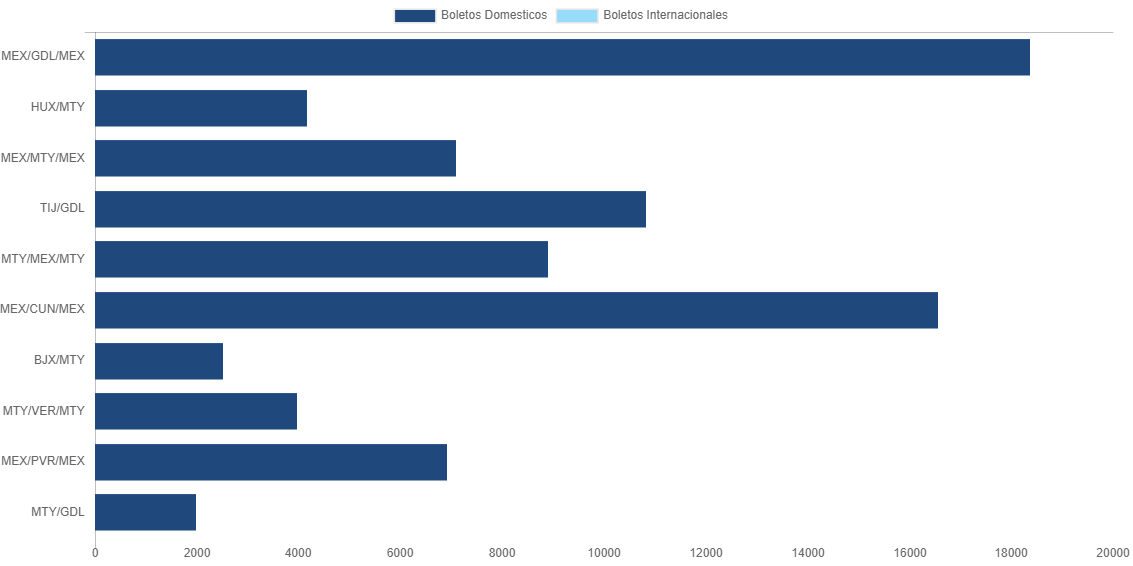 Boletos Domesticos Boletos Internacionales
MEX/GDL/MEX
HUX/MTY
MEX/MTY/MEX
TIJ/GDL
MTY/MEX/MTY
MEX/CUN/MEX
BJX/MTY
MTY/VER/MTY
MEX/PVR/MEX
MTY/GDL
0 2000 4000 6000 8000 10000 12000 14000 16000 18000 20000